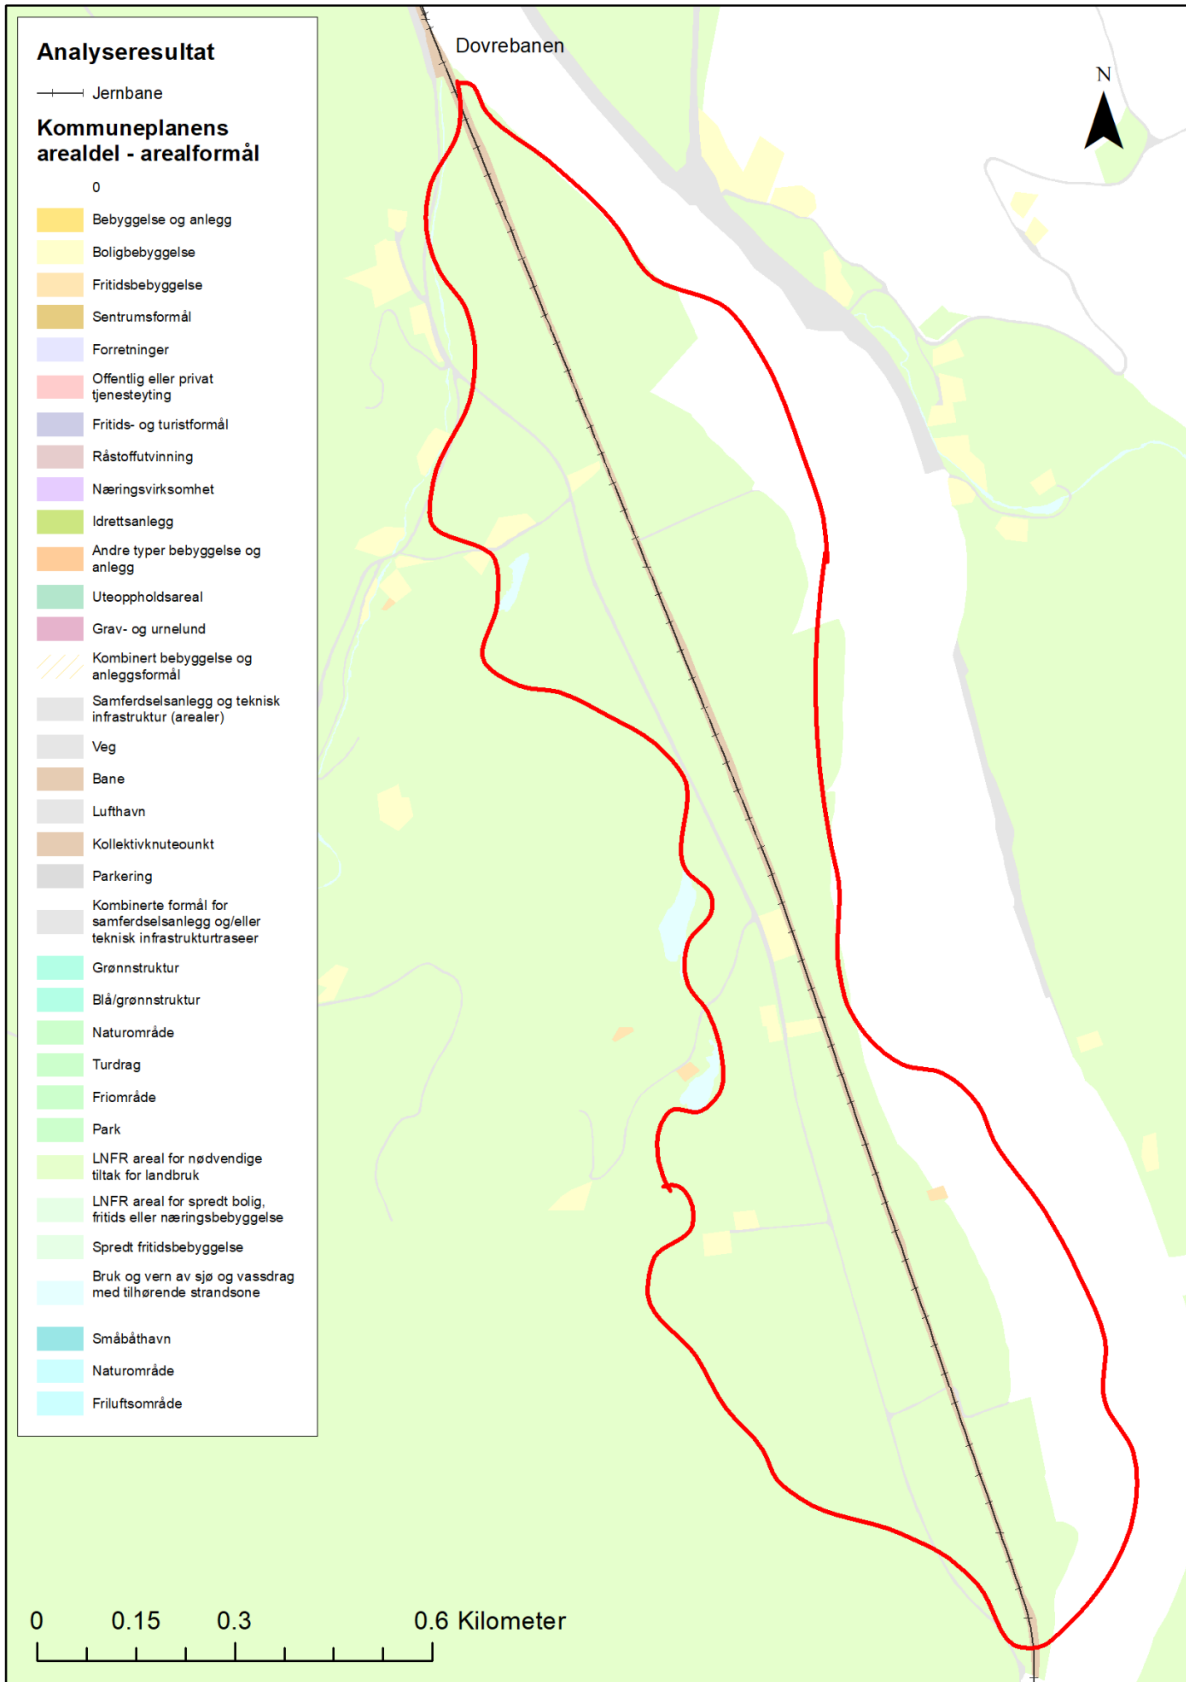 Analyseresultat
Jernbane
Kommuneplanens
arealdel - arealformål
0
Bebyggelse og anlegg
Boligbebyggelse
Fritidsbebyggelse
Sentrumsformål
Forretninger
Offentlig eller privat
tjenesteyting
Fritids- og turistformål
Råstoffutvinning
Næringsvirksomhet
Idrettsanlegg
Andre typer bebyggelse og
anlegg
Uteoppholdsareal
Grav- og urnelund
Kombinert bebyggelse og
anleggsformål
Samferdselsanlegg og teknisk
infrastruktur (arealer)
Veg
Bane
Lufthavn
Kollektivknuteounkt
Parkering
Kombinerte formål for
samferdselsanlegg og/eller
teknisk infrastrukturtraseer
Grønnstruktur
Blå/grønnstruktur
Naturområde
Turdrag
Friområde
Park
LNFR areal for nødvendige
tiltak for landbruk
LNFR areal for spredt bolig,
fritids eller næringsbebyggelse
Spredt fritidsbebyggelse
Bruk og vern av sjø og vassdrag
med tilhørende strandsone
Småbåthavn
Naturområde
Friluftsområde
Dovrebanen
N
0 0.15 0.3 0.6 Kilometer